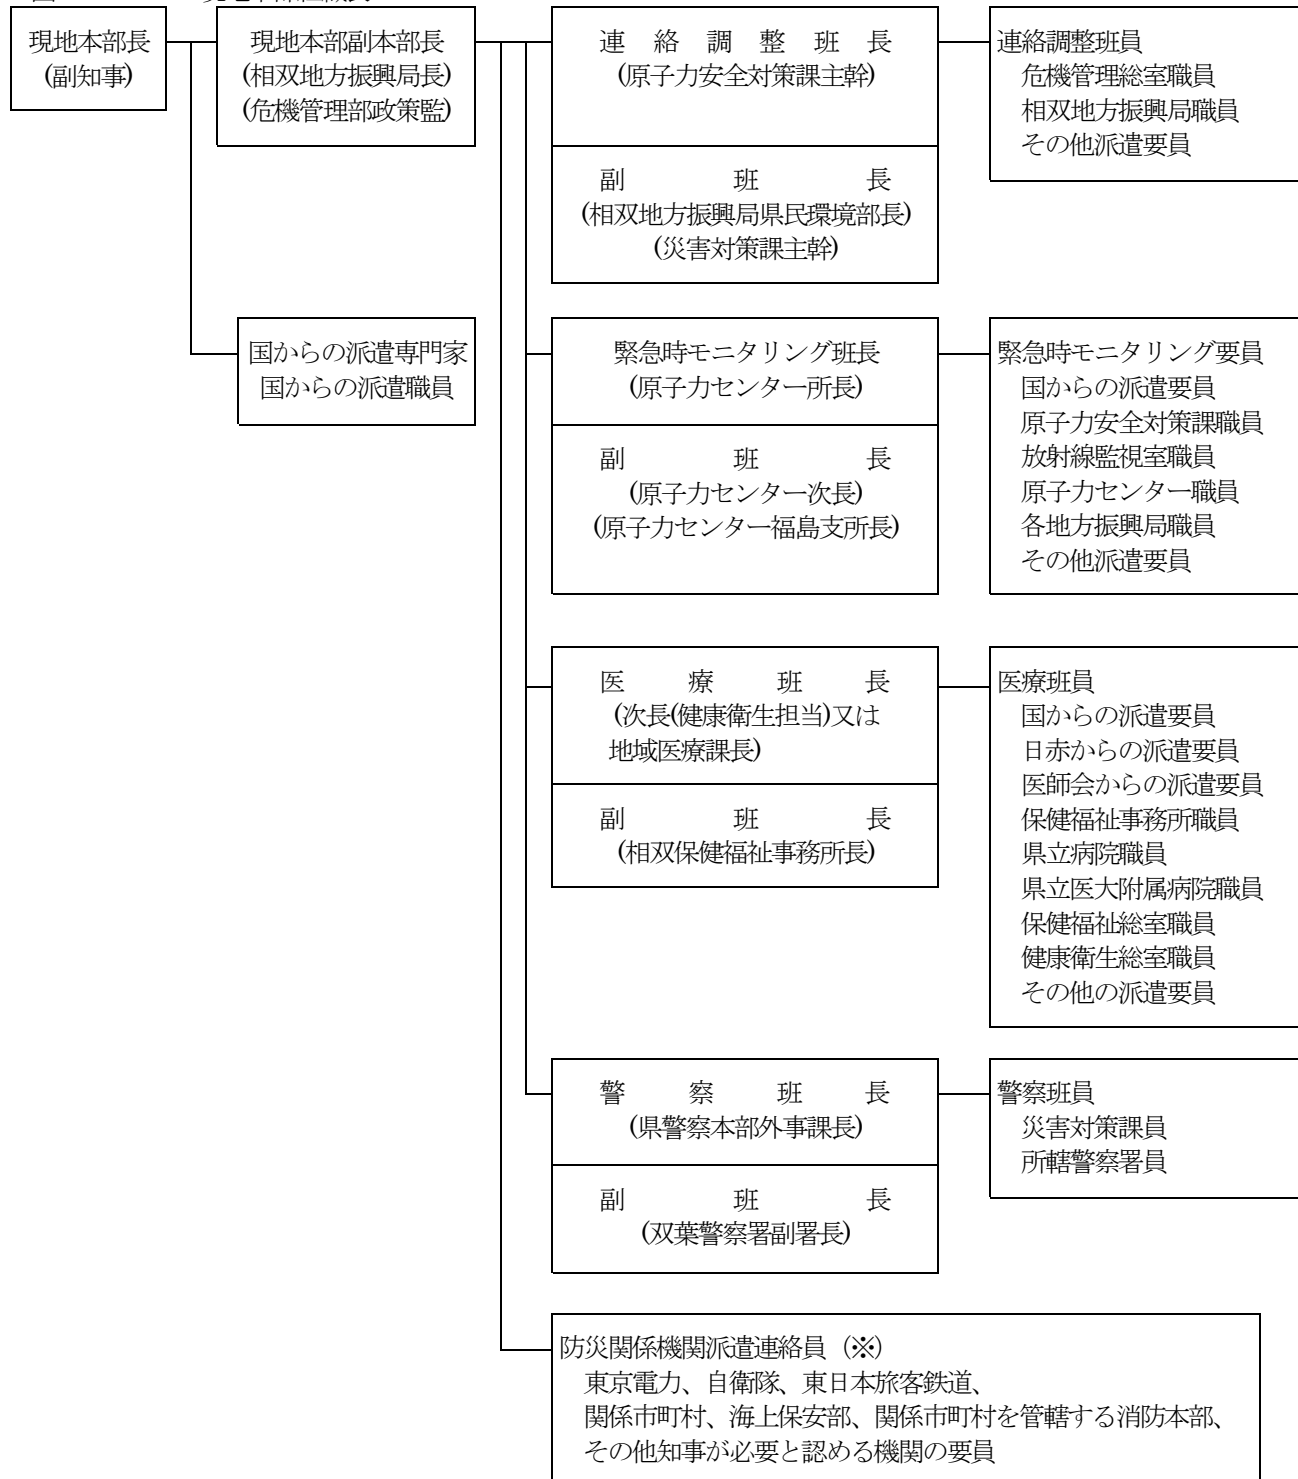 現地本部長
(副知事)
現地本部副本部長
(相双地方振興局長)
(危機管理部政策監)
国からの派遣専門家
国からの派遣職員
連絡調整班長
(原子力安全対策課主幹)
副班長
(相双地方振興局県民環境部長)
(災害対策課主幹)
連絡調整班員
危機管理総室職員
相双地方振興局職員
その他派遣要員
緊急時モニタリング班長
(原子力センター所長)
副班長
(原子力センター次長)
(原子力センター福島支所長)
緊急時モニタリング要員
国からの派遣要員
原子力安全対策課職員
放射線監視室職員
原子力センター職員
各地方振興局職員
その他派遣要員
医療班長
(次長(健康衛生担当)又は
地域医療課長)
副班長
(相双保健福祉事務所長)
医療班員
国からの派遣要員
日赤からの派遣要員
医師会からの派遣要員
保健福祉事務所職員
県立病院職員
県立医大附属病院職員
保健福祉総室職員
健康衛生総室職員
その他の派遣要員
警察班長
(県警察本部外事課長)
副班長
(双葉警察署副署長)
警察班員
災害対策課員
所轄警察署員
防災関係機関派遣連絡員(※)
東京電力、自衛隊、東日本旅客鉄道、
関係市町村、海上保安部、関係市町村を管轄する消防本部、
その他知事が必要と認める機関の要員